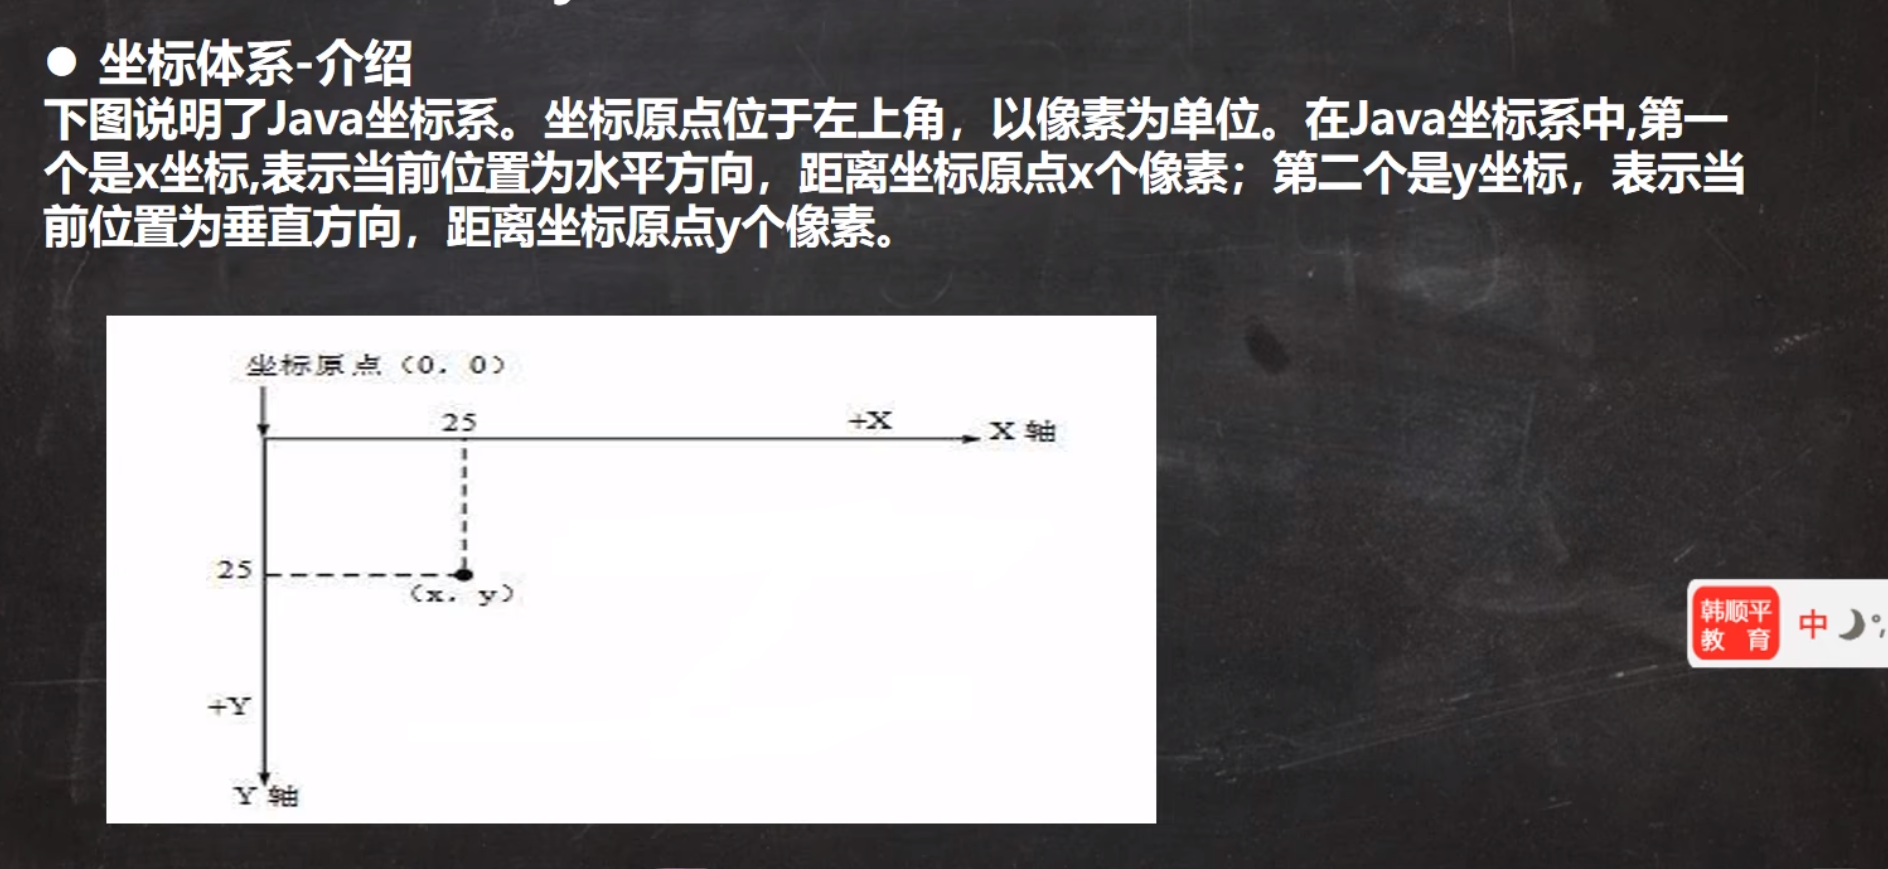 ● 坐标体系-介绍
下图说明了Java坐标系。坐标原点位于左上角，以像素为单位。在Java坐标系中,第一
个是x坐标,表示当前位置为水平方向，距离坐标原点x个像素；第二个是y坐标，表示当
前位置为垂直方向，距离坐标原点y个像素。
坐标原点（0. 0）
25
+X
X 轴
25
（x. y）
+Y
Y 轴
韩顺平
教 育
中